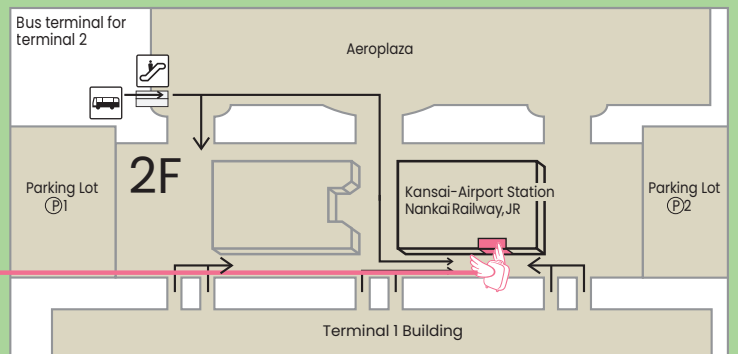 Bus terminal for
terminal 2
Aeroplaza
2F
Parking Lot
Ⓟ1
Kansai-Airport Station
Nankai Railway, JR
Parking Lot
Ⓟ2
Terminal 1 Building